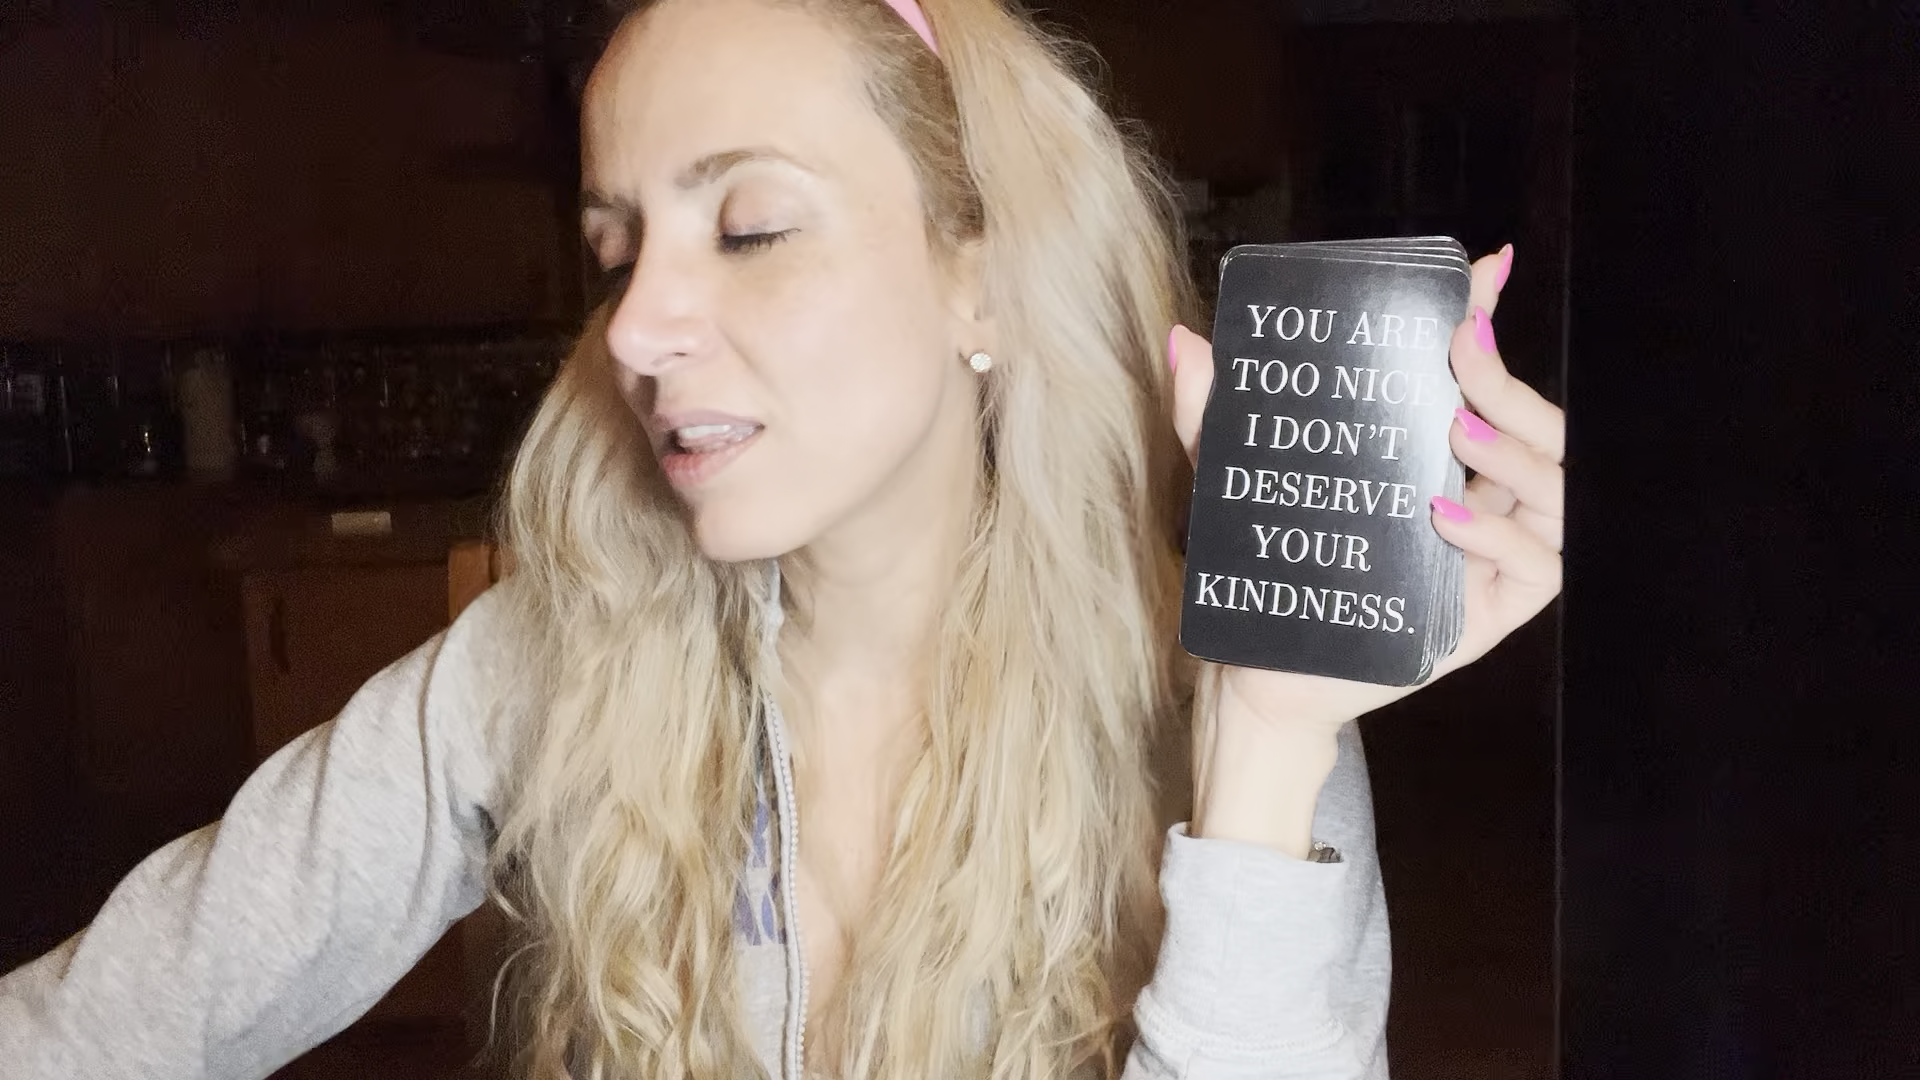 YOU ARE
TOO NICE
I DON'T
DESERVE
YOUR
KINDNESS.